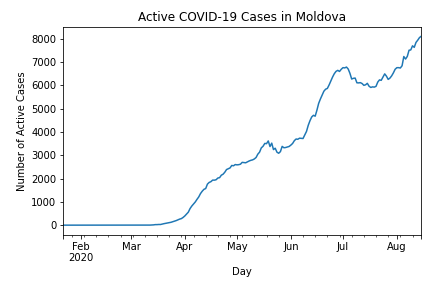 Active COVID-19 Cases in Moldova
Number of Active Cases
8000
7000
6000
5000
4000
3000
2000
1000
0
Feb Mar Apr May Jun Jul Aug
2020
Day